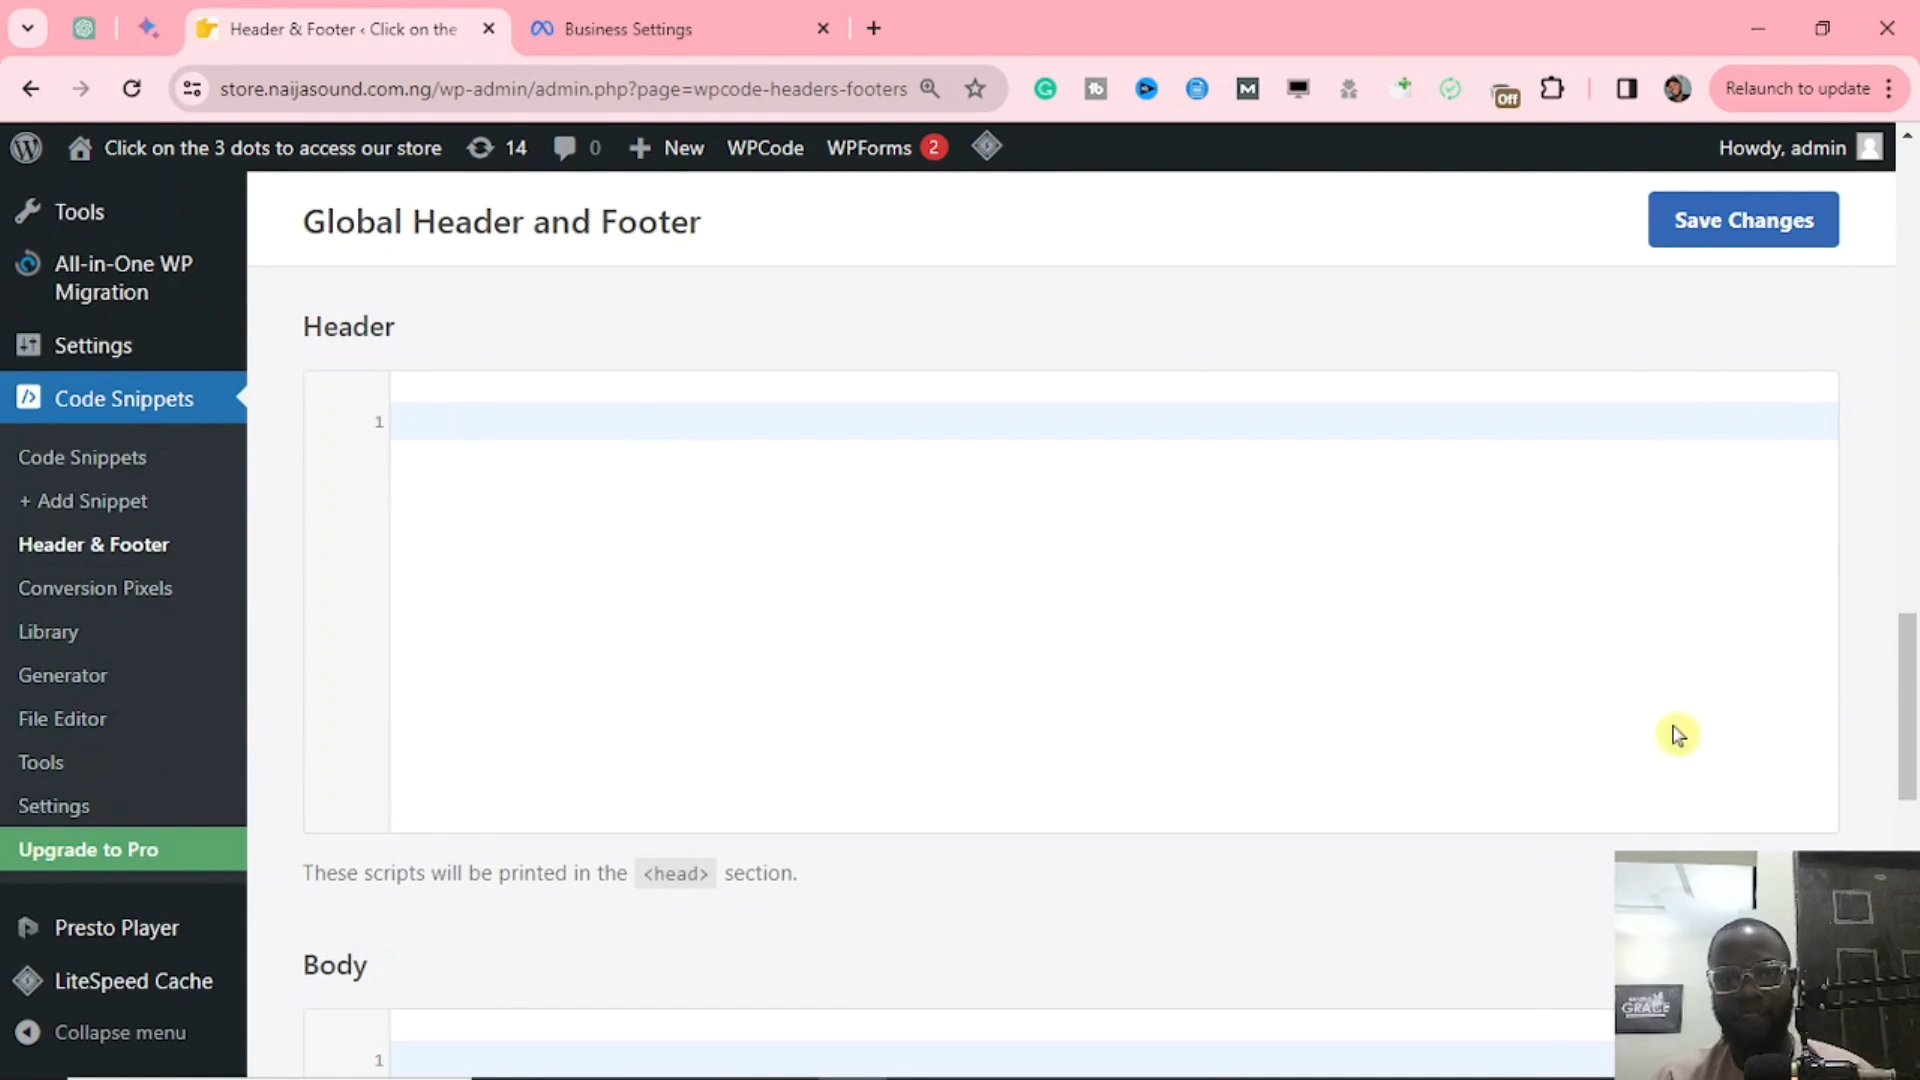 Header & Footer ‹ Click on the
Business Settings
store.naijasound.com.ng/wp-admin/admin.php?page=wpcode-headers-footers
Off
Relaunch to update
Click on the 3 dots to access our store
14
0
New
WPCode
WPForms
2
Howdy, admin
Tools
All-in-One WP
Migration
Settings
Code Snippets
Code Snippets
+ Add Snippet
Header & Footer
Conversion Pixels
Library
Generator
File Editor
Tools
Settings
Upgrade to Pro
Presto Player
LiteSpeed Cache
Collapse menu
Global Header and Footer
Save Changes
Header
1
These scripts will be printed in the <head> section.
Body
1
GRACE